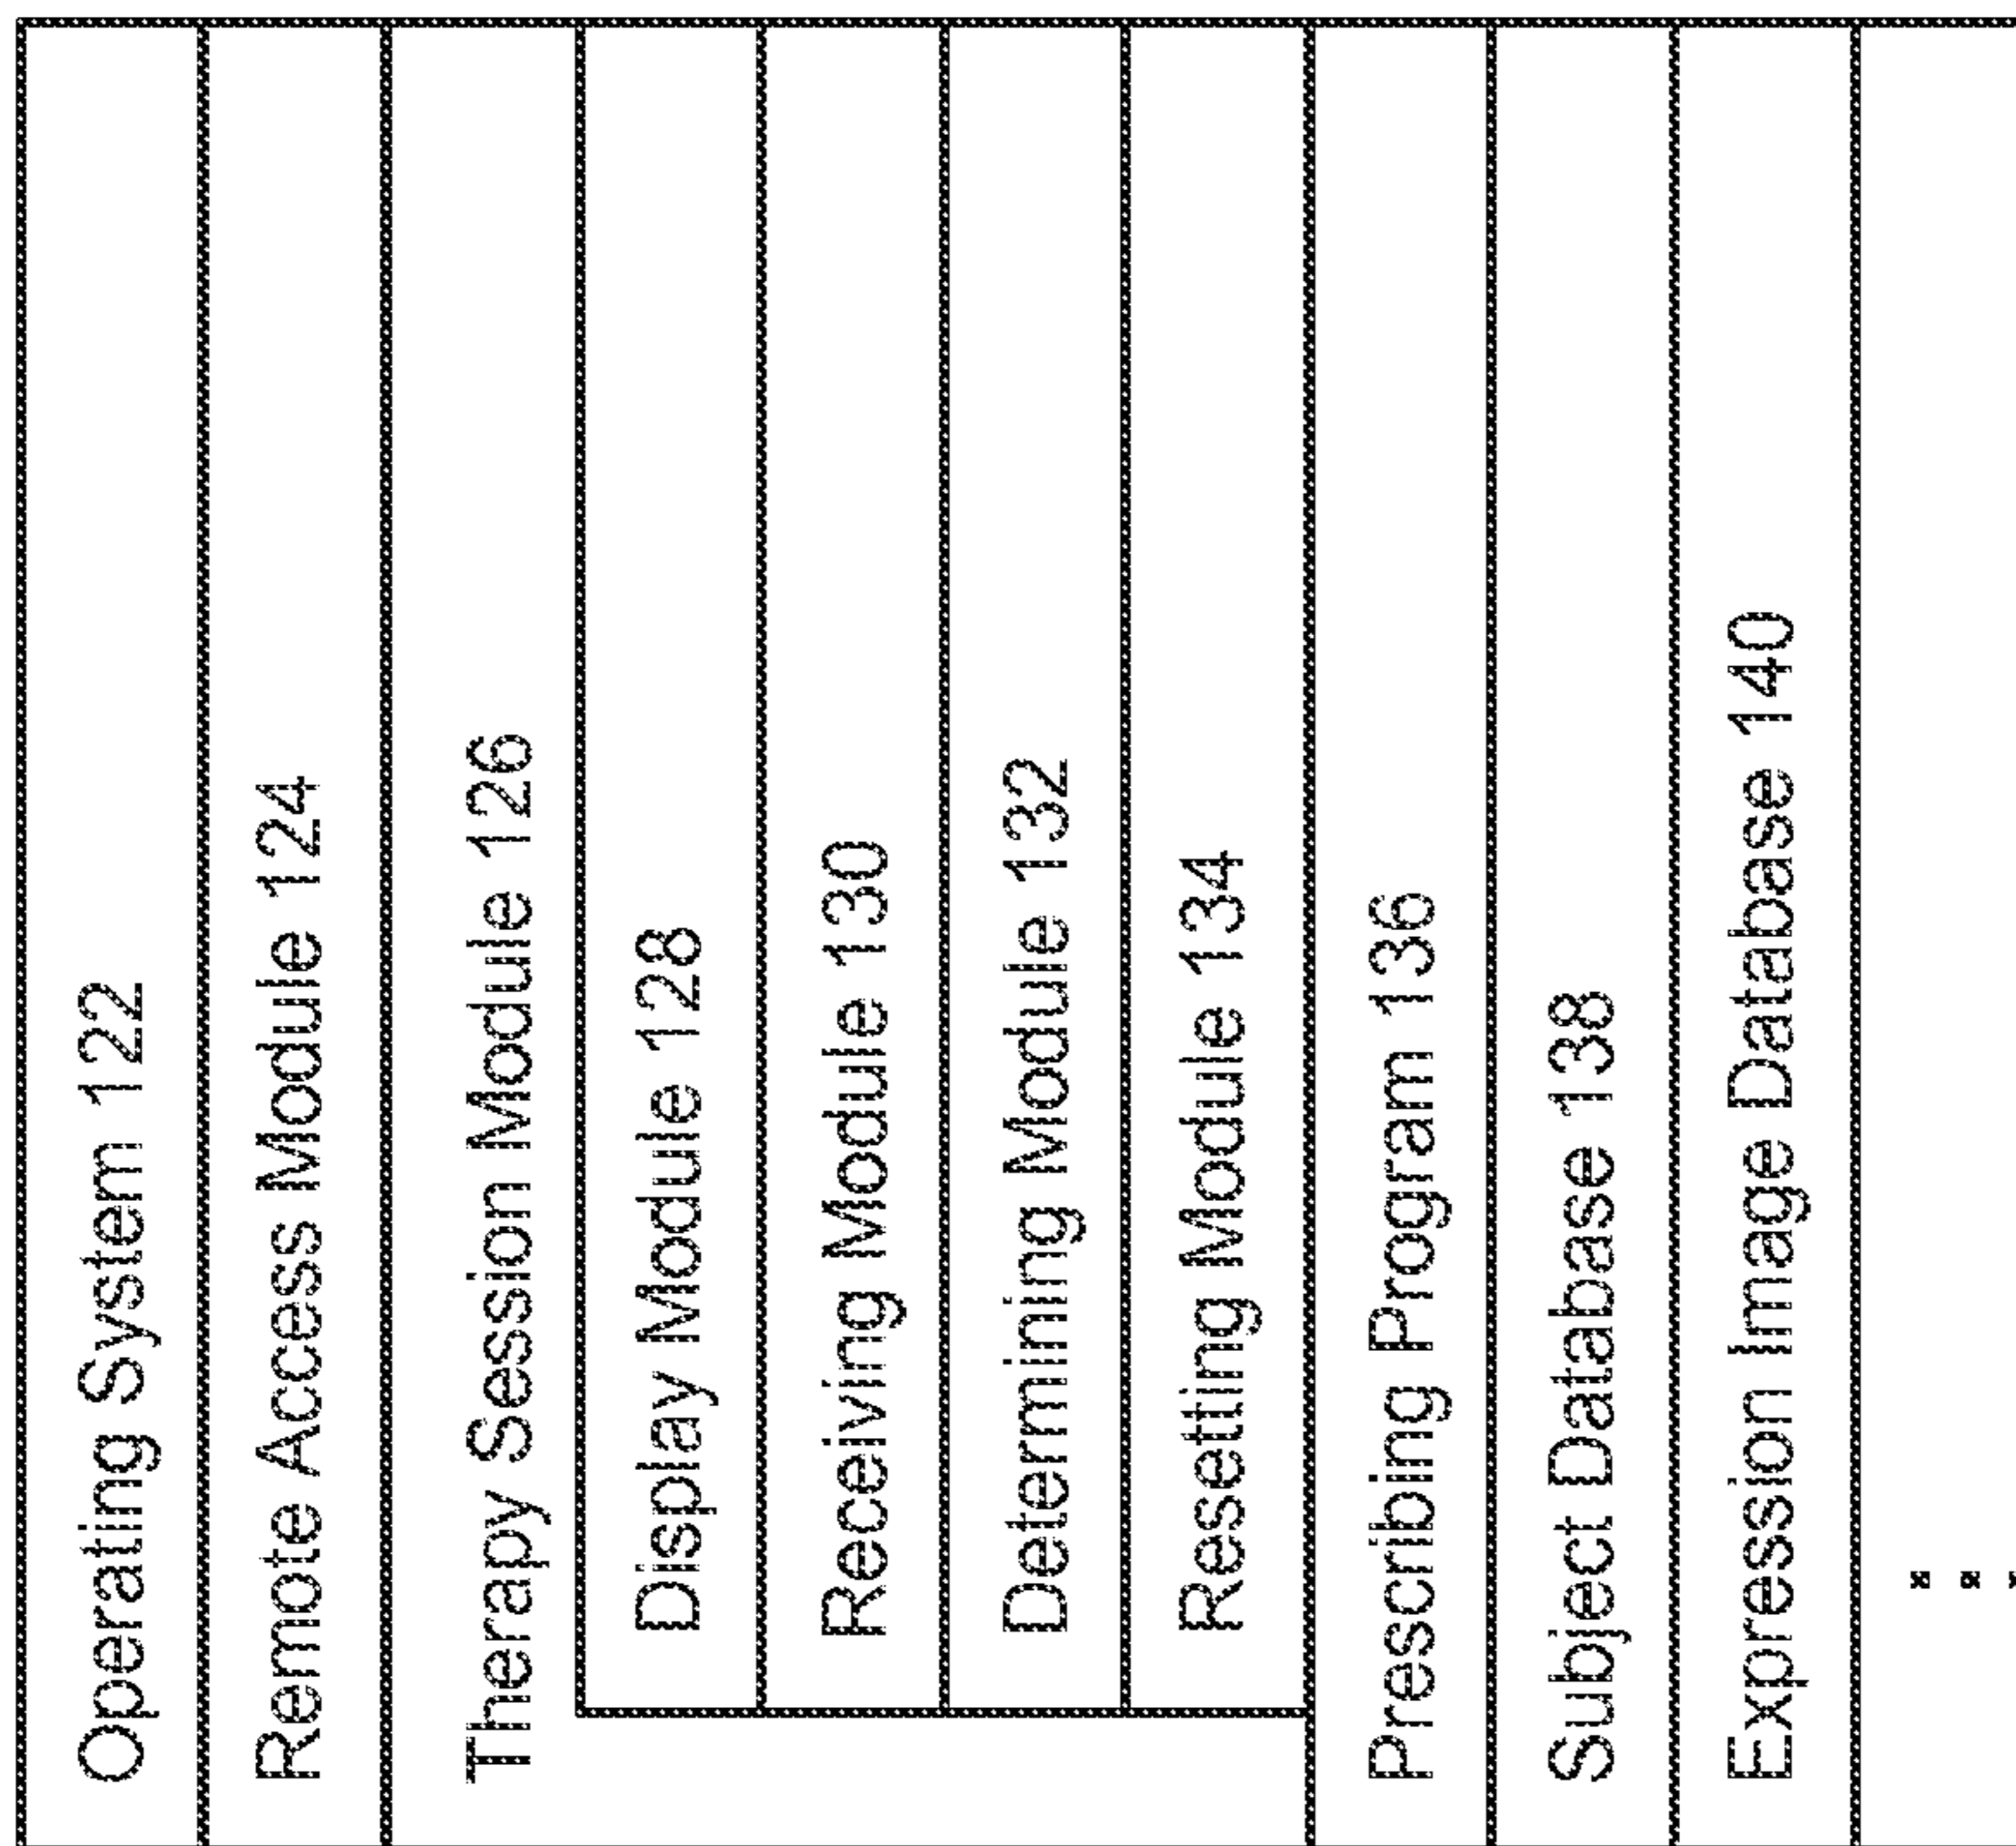 Operating System 122
Remote Access Module 124
Therapy Session Module 126
Display Module 128
Receiving Module 130
Determining Module 132
Resetting Module 134
Prescribing Program 136
Subject Database 138
Expression Image Database 140